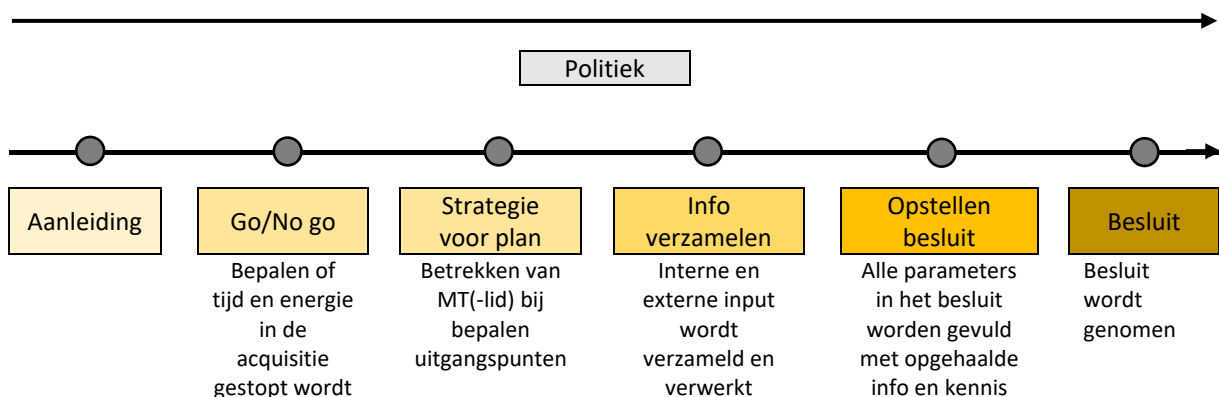 Politiek
Aanleiding
Go/No go
Bepalen of
tijd en energie
in de
acquisitie
gestopt wordt
Strategie
voor plan
Betrekken van
MT(-lid) bij
bepalen
uitgangspunten
Info
verzamelen
Interne en
externe input
wordt
verzameld en
verwerkt
Opstellen
besluit
Alle parameters
in het besluit
worden gevuld
met opgehaalde
info en kennis
Besluit
Besluit
wordt
genomen